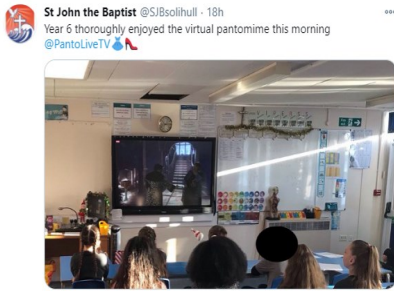 St John the Baptist @SJBsolihull · 18h
Year 6 thoroughly enjoyed the virtual pantomime this morning
@PantoLiveTV👗👠